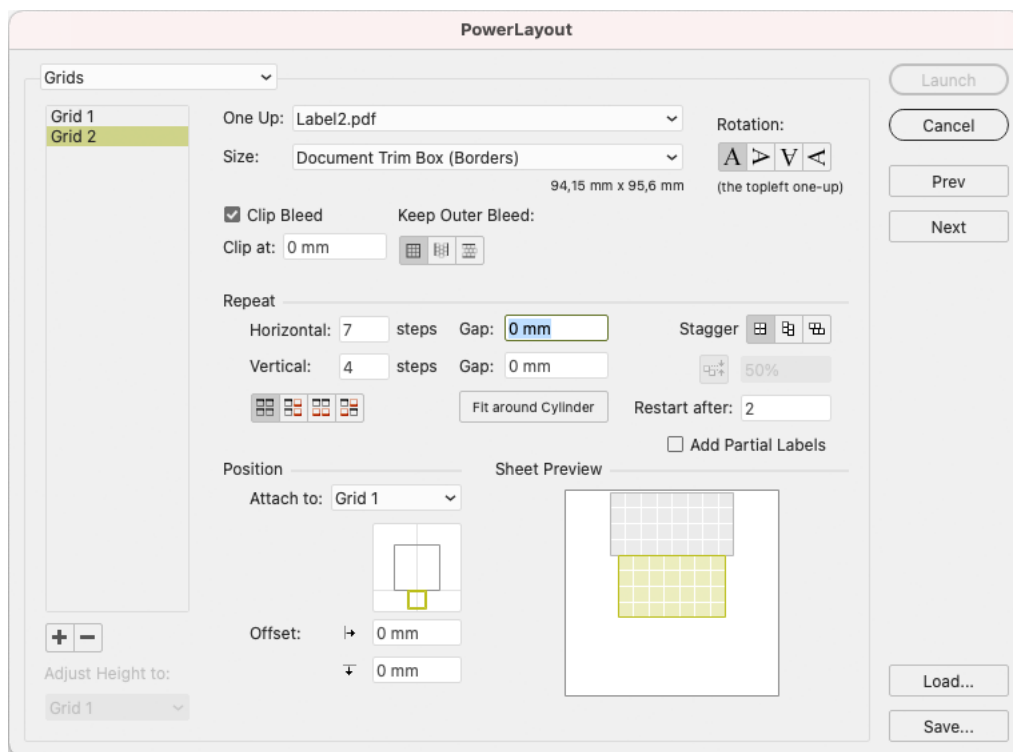 PowerLayout
Grids
Launch
Grid 1
Grid 2
One Up: Label2.pdf
Rotation:
Cancel
Size: Document Trim Box (Borders)
A A A A
94,15 mm x 95,6 mm
(the topleft one-up)
Prev
Clip Bleed
Keep Outer Bleed:
Next
Clip at: 0 mm
Repeat
Horizontal: 7 steps Gap: 0 mm
Stagger
Vertical: 4 steps Gap: 0 mm
50%
Fit around Cylinder
Restart after: 2
Add Partial Labels
Position
Sheet Preview
Attach to: Grid 1
Offset: 0 mm
0 mm
Adjust Height to:
Grid 1
Load...
Save...